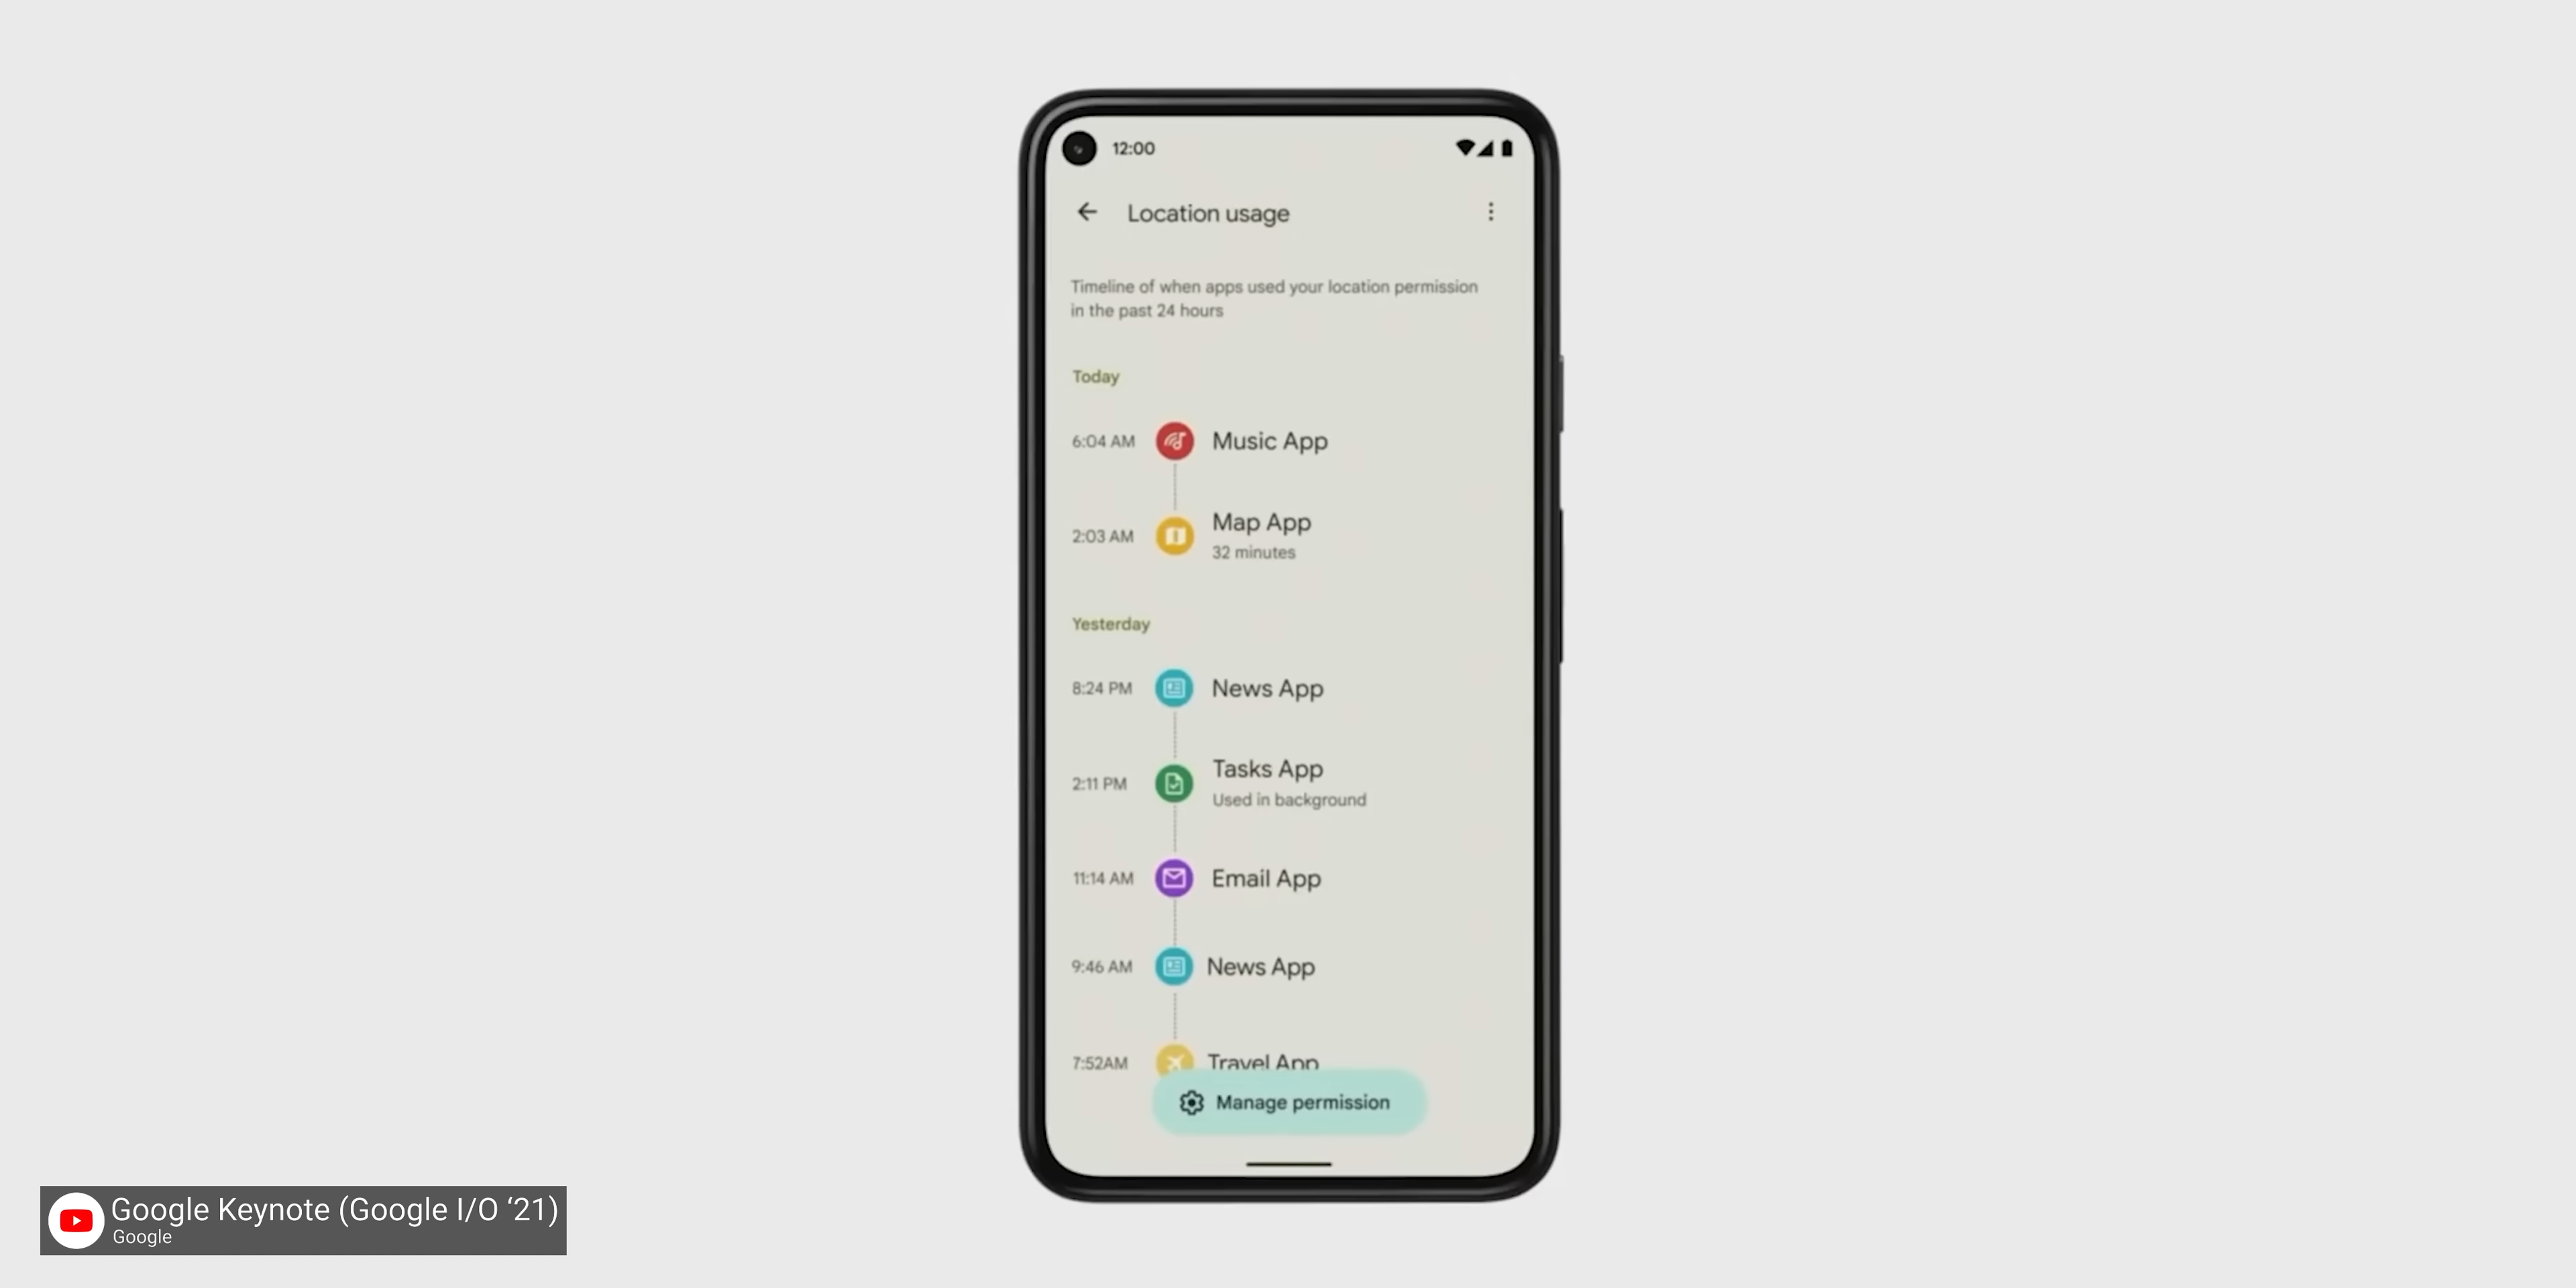 12:00
Location usage
Timeline of when apps used your location permission
in the past 24 hours
Today
6:04 AM Music App
2:03 AM Map App
32 minutes
Yesterday
8:24 PM News App
2:11 PM Tasks App
Used in background
11:14 AM Email App
9:46 AM News App
7:52AM Travel App
Manage permission
Google Keynote (Google I/O ‘21)
Google